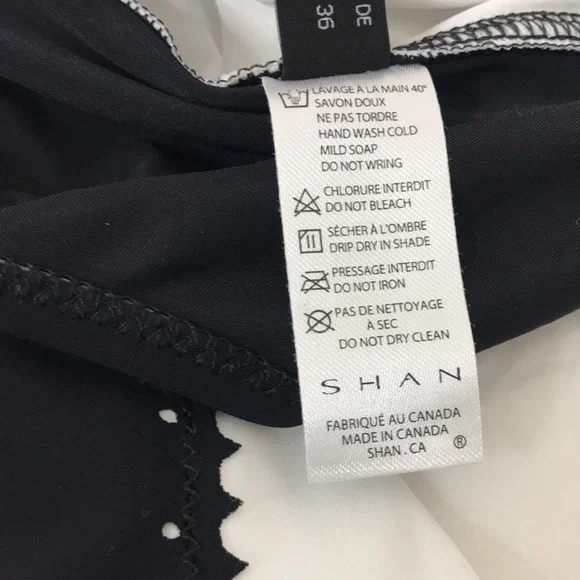 DE
36
LAVAGE À LA MAIN 40°
SAVON DOUX
NE PAS TORDRE
HAND WASH COLD
MILD SOAP
DO NOT WRING
CHLORURE INTERDIT
DO NOT BLEACH
SÉCHER À L'OMBRE
DRIP DRY IN SHADE
PRESSAGE INTERDIT
DO NOT IRON
PAS DE NETTOYAGE
A SEC
DO NOT DRY CLEAN
SHAN
FABRIQUÉ AU CANADA
MADE IN CANADA
SHAN.CA ®